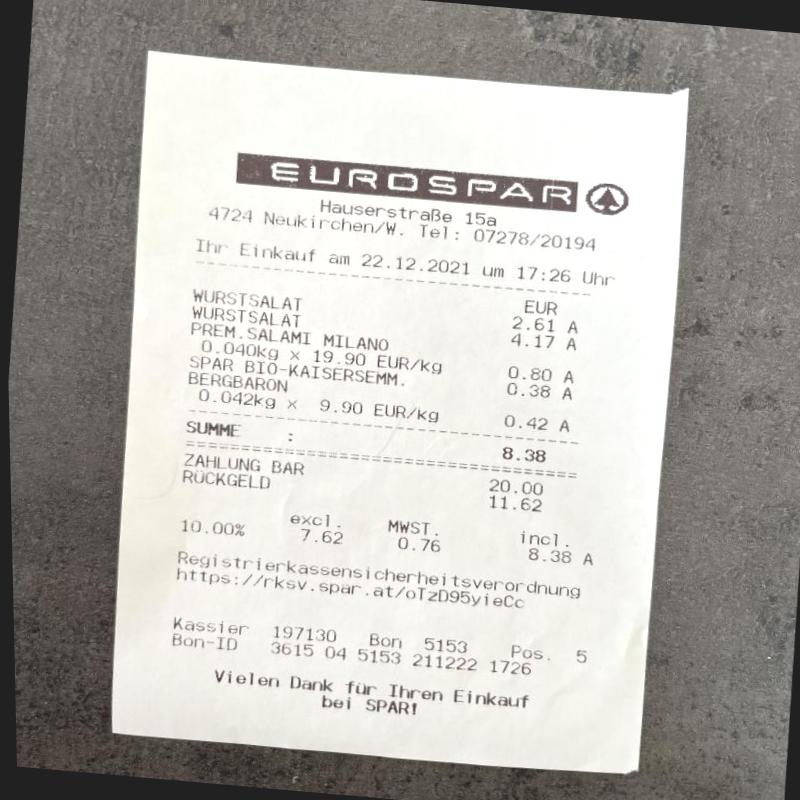 EUROSPAR
Hauserstraße 15a
4724 Neukirchen/W. Tel: 07278/20194
Ihr Einkauf am 22.12.2021 um 17:26 Uhr
EUR
WURSTSALAT 2.61 A
WURSTSALAT 4.17 A
PREM.SALAMI MILANO
0.040kg x 19.90 EUR/kg 0.80 A
SPAR BIO-KAISERSEMM. 0.38 A
BERGBARON
0.042kg x 9.90 EUR/kg 0.42 A
SUMME : 8.38
ZAHLUNG BAR 20.00
RÜCKGELD 11.62
excl. MWST. incl.
10.00% 7.62 0.76 8.38 A
Registrierkassensicherheitsverordnung
https://rksv.spar.at/oTzD95yieCc
Kassier 197130 Bon 5153 Pos. 5
Bon-ID 3615 04 5153 211222 1726
Vielen Dank für Ihren Einkauf
bei SPAR!